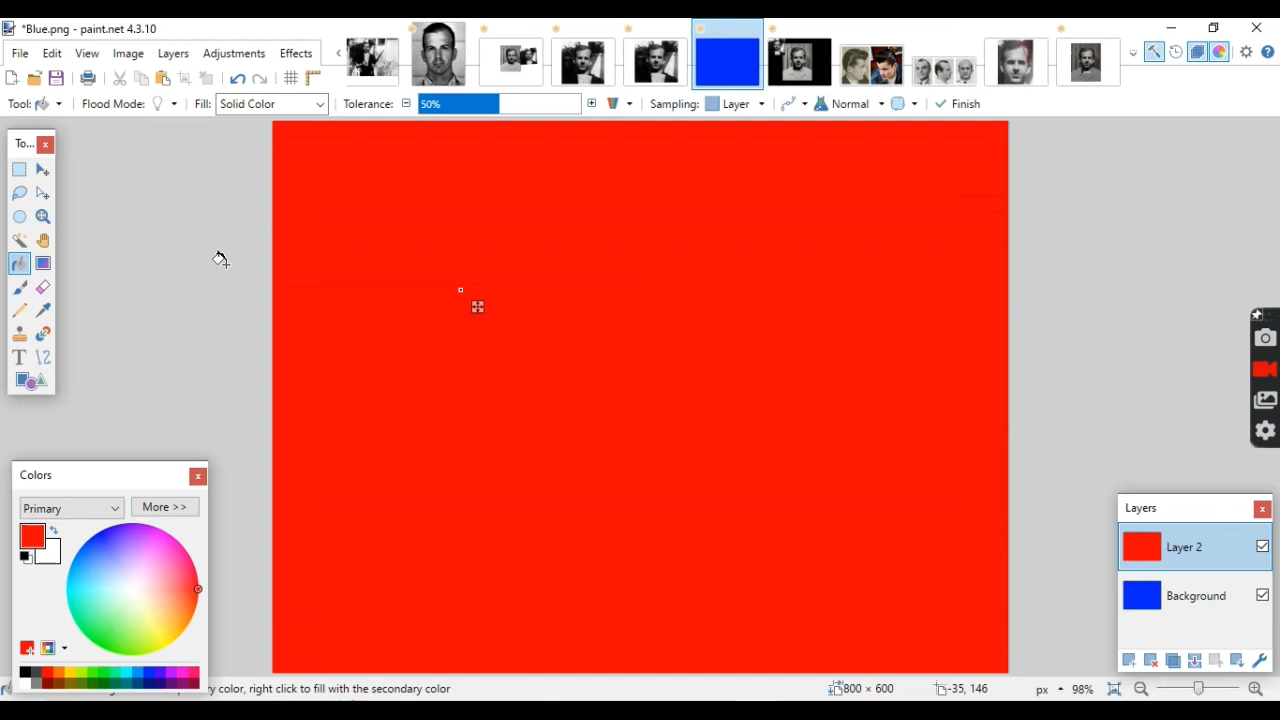 *Blue.png - paint.net 4.3.10
File Edit View Image Layers Adjustments Effects
Tool: Flood Mode: Fill: Solid Color Tolerance: 50% Sampling: Layer Normal Finish
To...
Colors
Primary More >>
Layers
Layer 2
Background
y color, right click to fill with the secondary color 800 × 600 -35, 146 px 98%